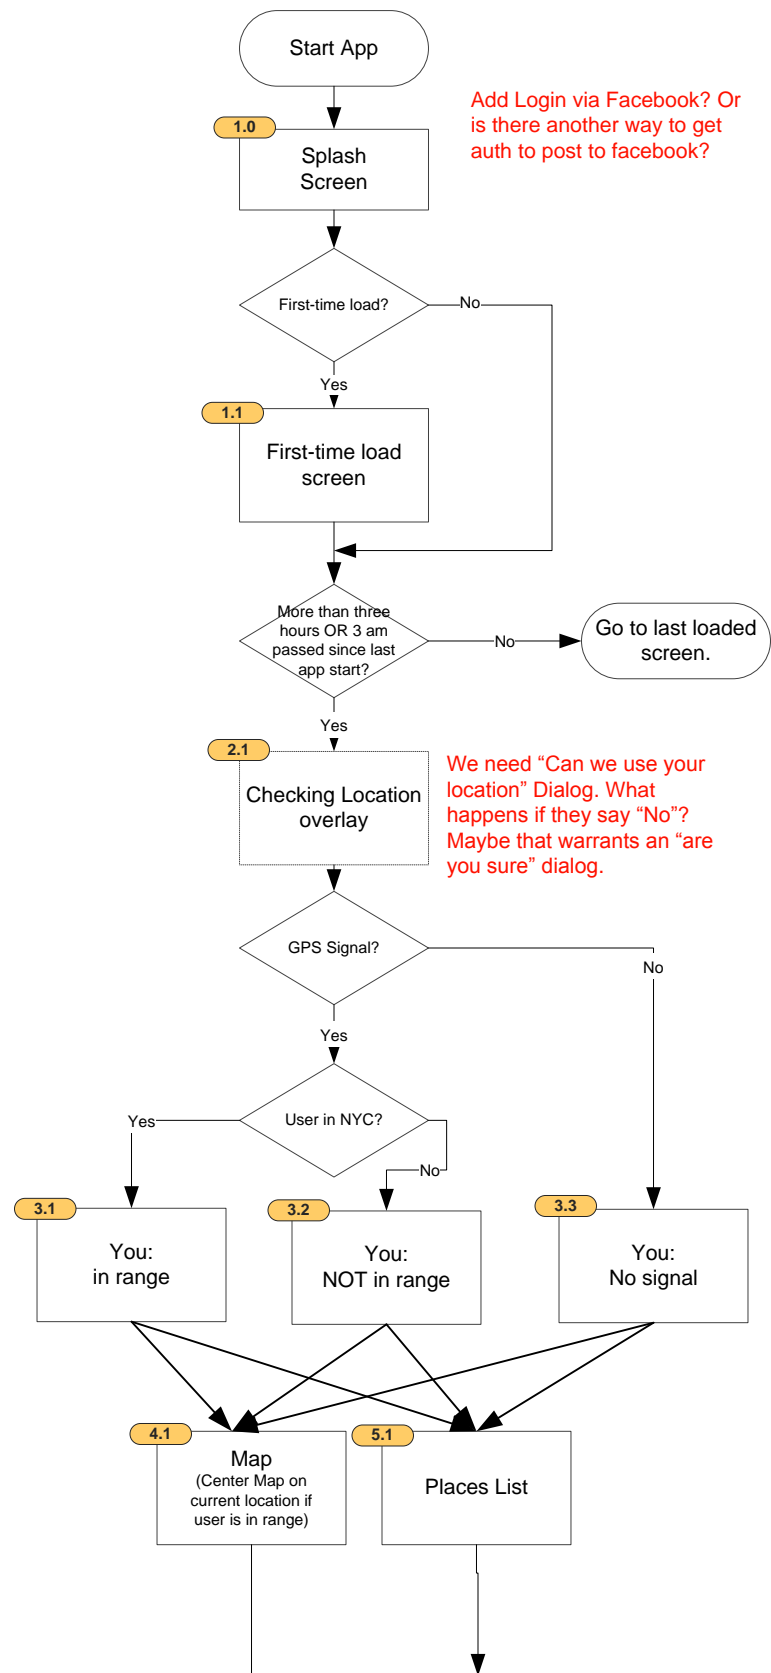 Start App
Add Login via Facebook? Or
is there another way to get
auth to post to facebook?
1.0
Splash
Screen
First-time load?
No
Yes
1.1
First-time load
screen
More than three
hours OR 3 am
passed since last
app start?
No
Go to last loaded
screen.
Yes
2.1
Checking Location
overlay
We need “Can we use your
location” Dialog. What
happens if they say “No”?
Maybe that warrants an “are
you sure” dialog.
GPS Signal?
No
Yes
User in NYC?
Yes
No
3.1
You:
in range
3.2
You:
NOT in range
3.3
You:
No signal
4.1
Map
(Center Map on
current location if
user is in range)
5.1
Places List